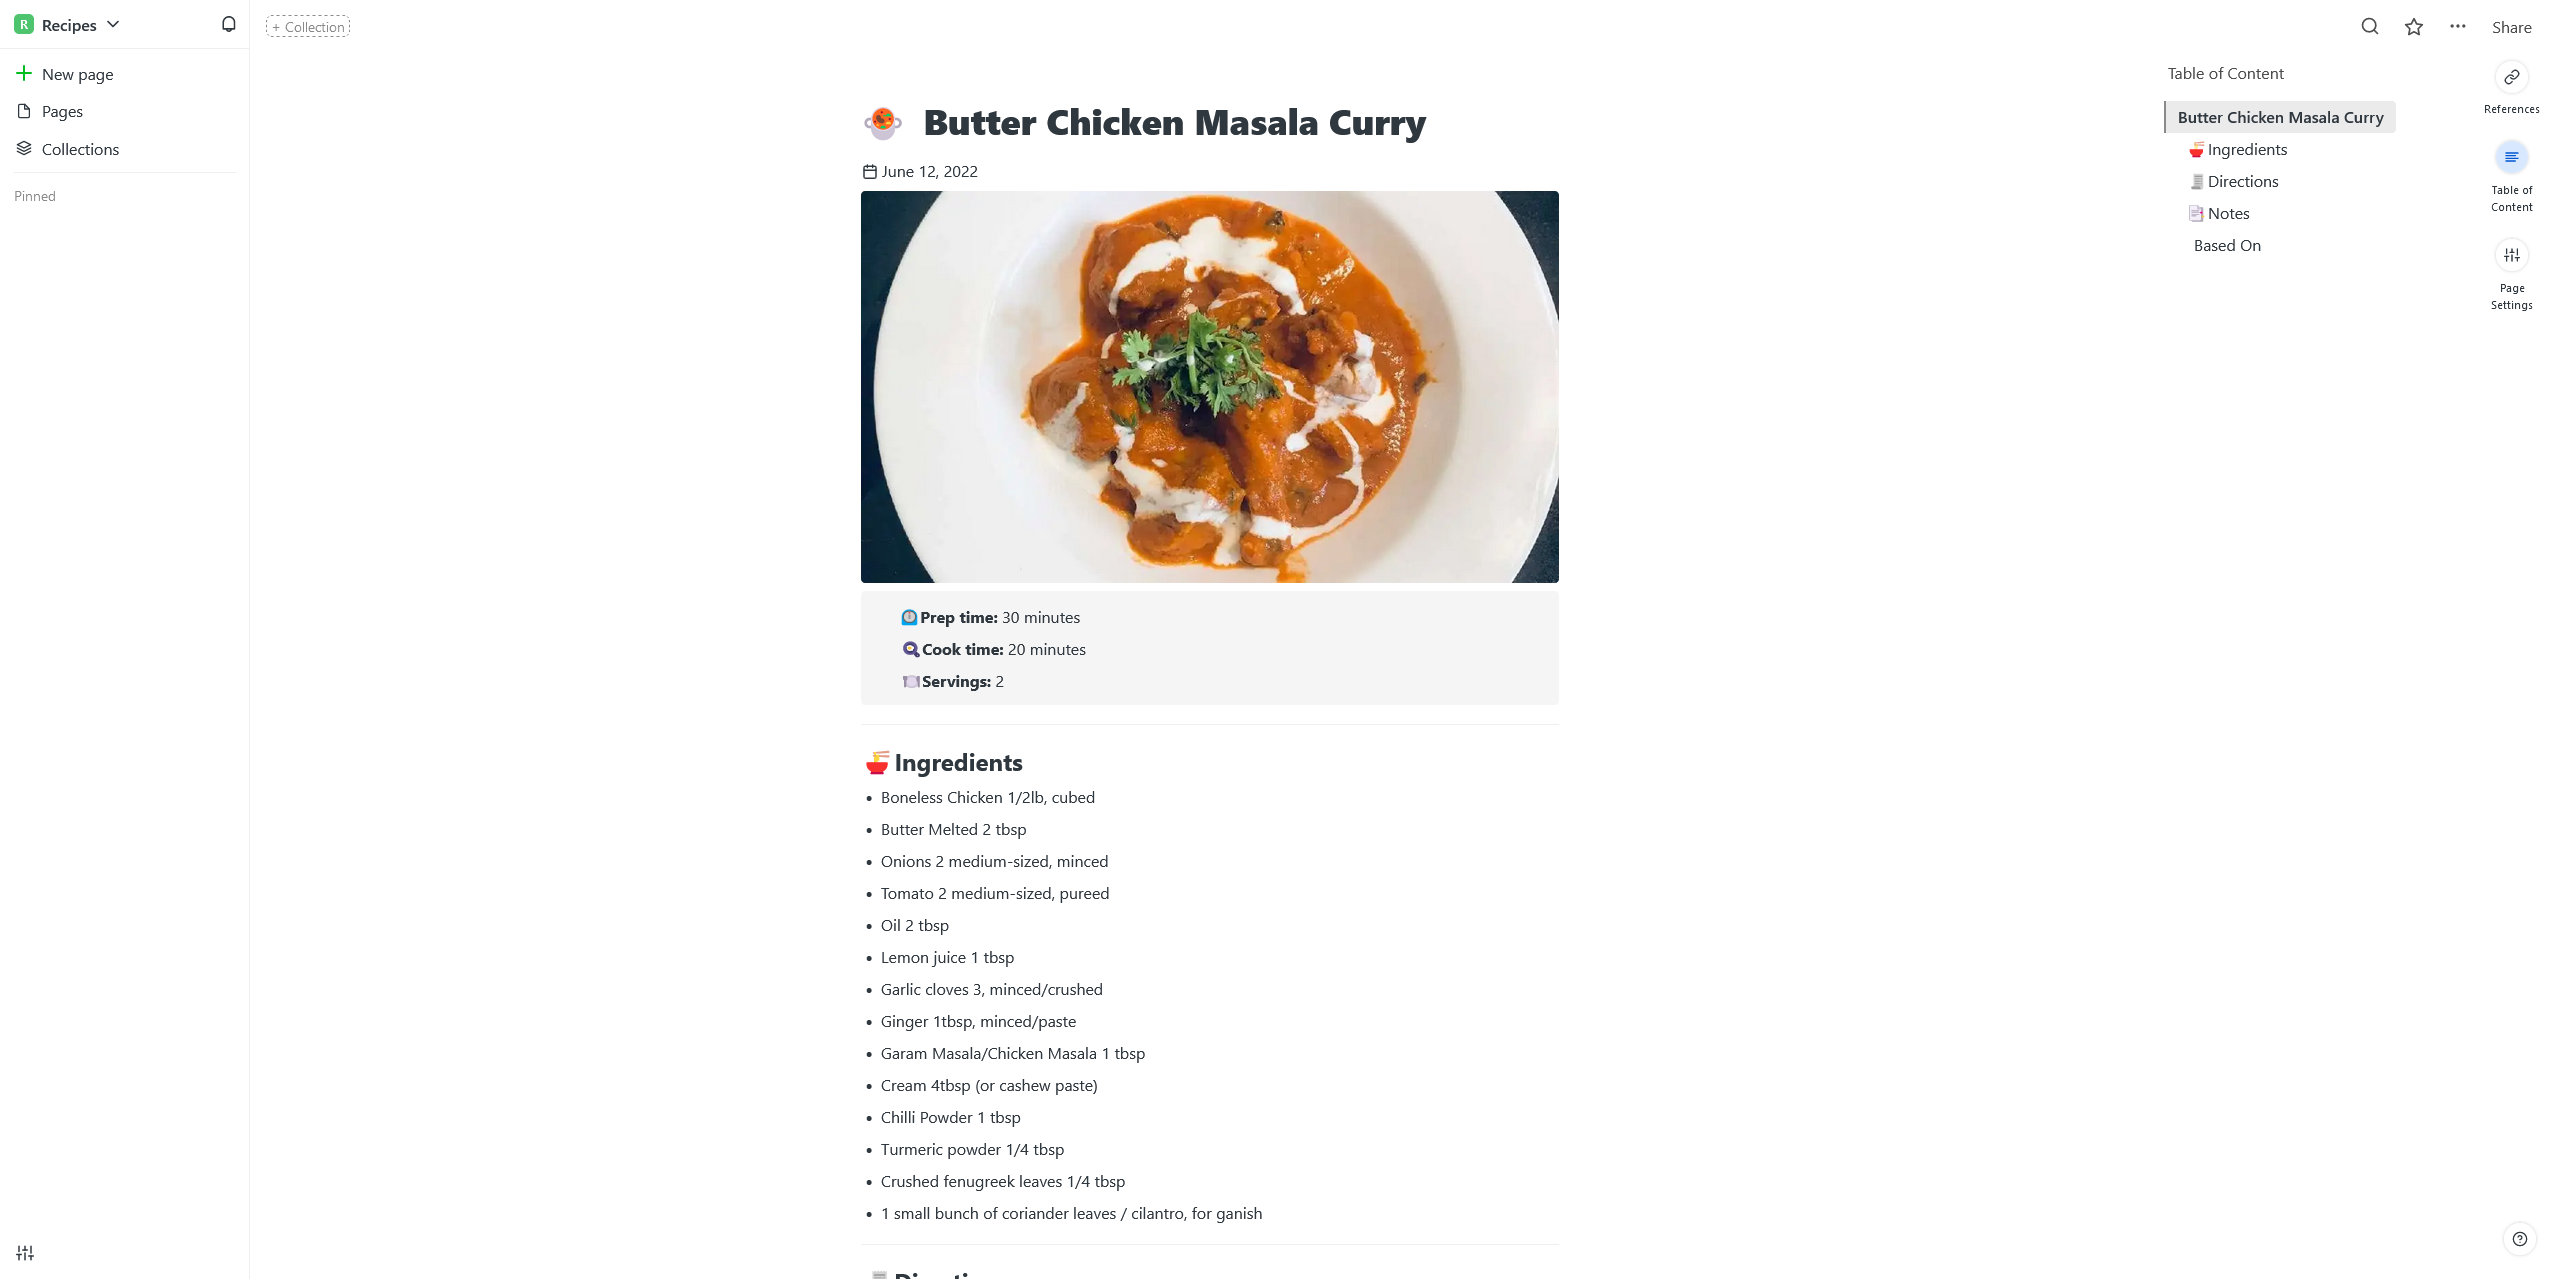 R Recipes
New page
Pages
Collections
Pinned
+ Collection
Share
Butter Chicken Masala Curry
June 12, 2022
Prep time: 30 minutes
Cook time: 20 minutes
Servings: 2
Ingredients
• Boneless Chicken 1/2lb, cubed
• Butter Melted 2 tbsp
• Onions 2 medium-sized, minced
• Tomato 2 medium-sized, pureed
• Oil 2 tbsp
• Lemon juice 1 tbsp
• Garlic cloves 3, minced/crushed
• Ginger 1tbsp, minced/paste
• Garam Masala/Chicken Masala 1 tbsp
• Cream 4tbsp (or cashew paste)
• Chilli Powder 1 tbsp
• Turmeric powder 1/4 tbsp
• Crushed fenugreek leaves 1/4 tbsp
• 1 small bunch of coriander leaves / cilantro, for ganish
Table of Content
Butter Chicken Masala Curry
Ingredients
Directions
Notes
Based On
References
Table of
Content
Page
Settings